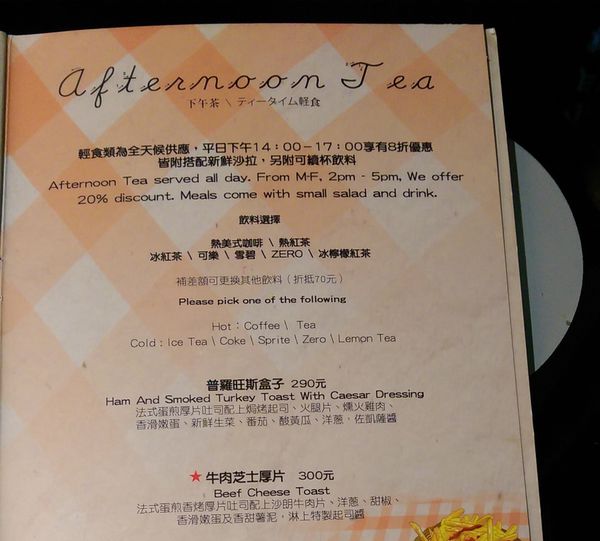 Afternoon Tea
下午茶 \ ティータイム軽食
輕食類為全天候供應，平日下午14：00－17：00享有8折優惠
皆附搭配新鮮沙拉，另附可續杯飲料
Afternoon Tea served all day. From M-F, 2pm - 5pm, We offer
20% discount. Meals come with small salad and drink.
飲料選擇
熱美式咖啡 \ 熱紅茶
冰紅茶 \ 可樂 \ 雪碧 \ ZERO \ 冰檸檬紅茶
補差額可更換其他飲料（折抵70元）
Please pick one of the following
Hot：Coffee \ Tea
Cold：Ice Tea \ Coke \ Sprite \ Zero \ Lemon Tea
普羅旺斯盒子 290元
Ham And Smoked Turkey Toast With Caesar Dressing
法式蛋煎厚片吐司配上焗烤起司、火腿片、燻火雞肉、
香滑嫩蛋、新鮮生菜、番茄、酸黃瓜、洋蔥，佐凱薩醬
★ 牛肉芝士厚片 300元
Beef Cheese Toast
法式蛋煎香烤厚片吐司配上沙朗牛肉片、洋蔥、甜椒、
香滑嫩蛋及香甜薯泥，淋上特製起司醬